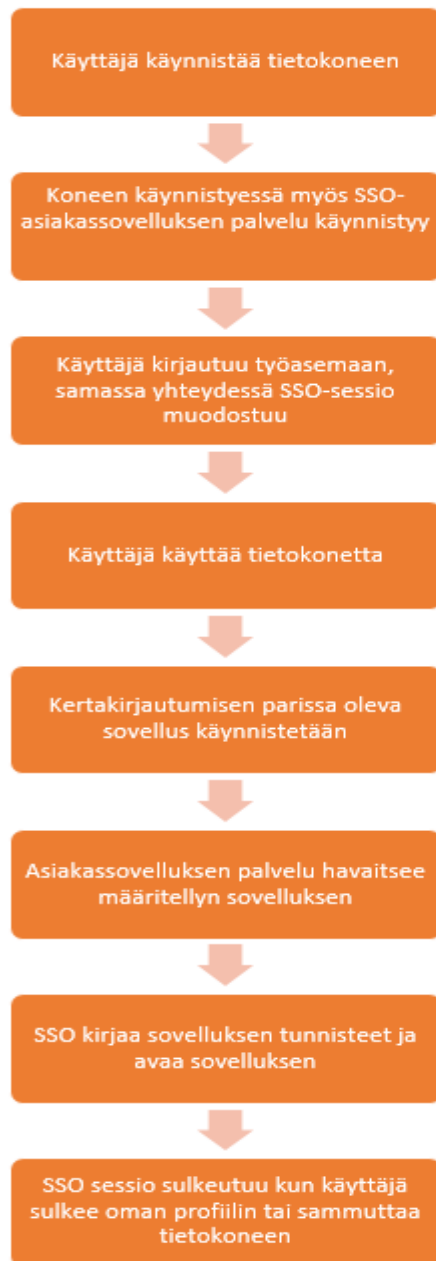 Käyttäjä käynnistää tietokoneen
Koneen käynnistyessä myös SSO-
asiakassovelluksen palvelu käynnistyy
Käyttäjä kirjautuu työasemaan,
samassa yhteydessä SSO-sessio
muodostuu
Käyttäjä käyttää tietokonetta
Kertakirjautumisen parissa oleva
sovellus käynnistetään
Asiakassovelluksen palvelu havaitsee
määritellyn sovelluksen
SSO kirjaa sovelluksen tunnisteet ja
avaa sovelluksen
SSO sessio sulkeutuu kun käyttäjä
sulkee oman profiilin tai sammuttaa
tietokoneen